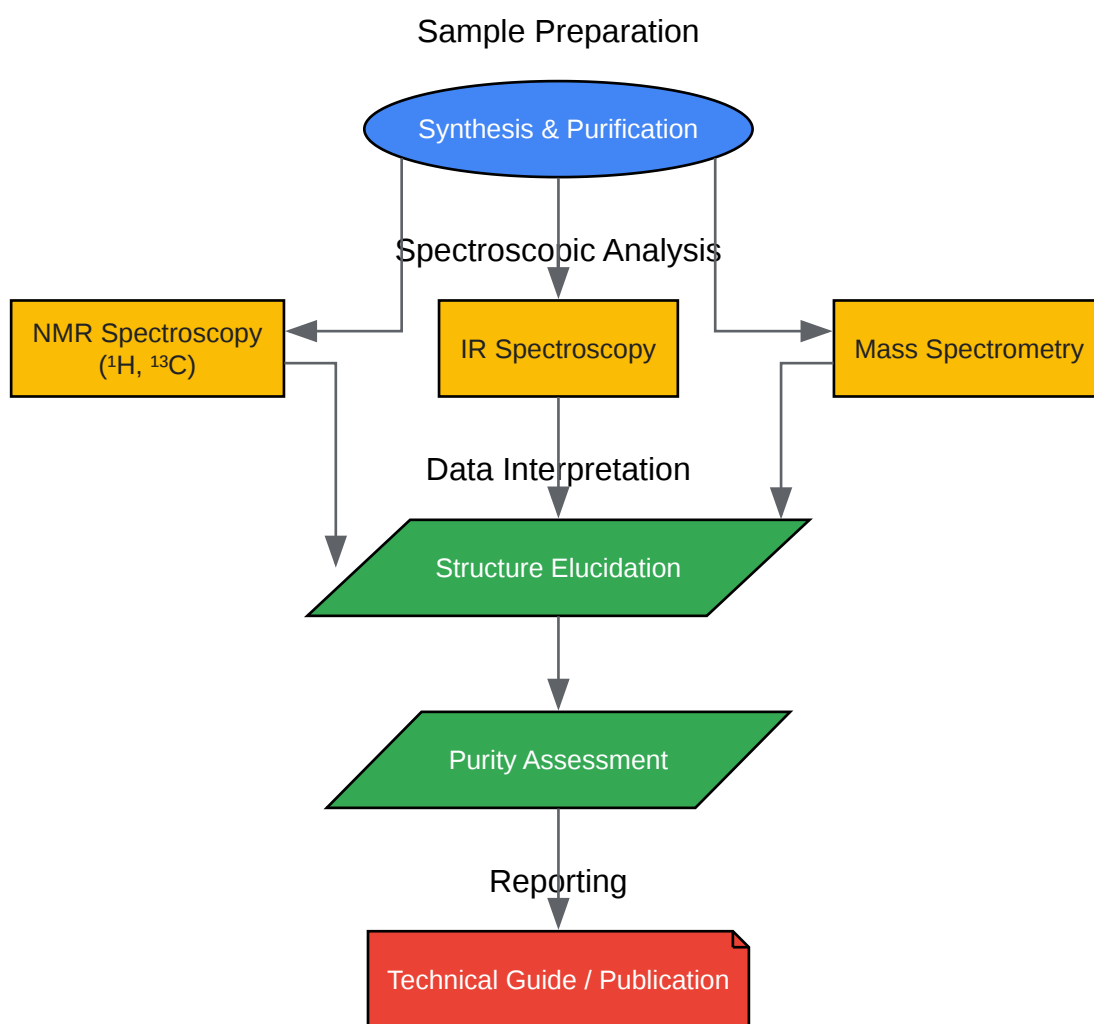 Sample Preparation
Synthesis & Purification
Spectroscopic Analysis
NMR Spectroscopy
(¹H, ¹³C)
IR Spectroscopy
Mass Spectrometry
Data Interpretation
Structure Elucidation
Purity Assessment
Reporting
Technical Guide / Publication